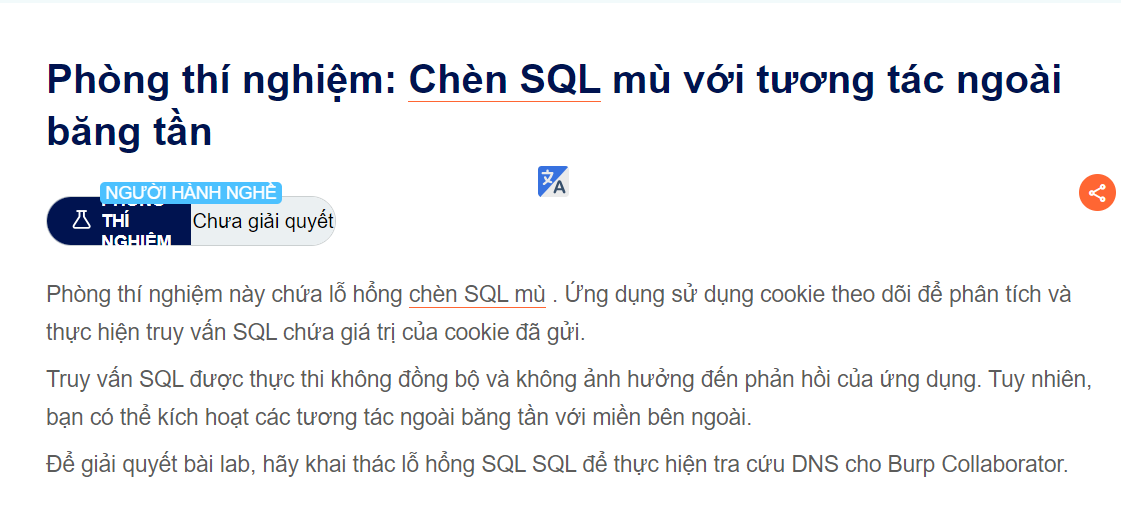 Phòng thí nghiệm: Chèn SQL mù với tương tác ngoài
băng tần
NGƯỜI HÀNH NGHỀ
PHÒNG
THÍ
NGHIỆM
Chưa giải quyết
Phòng thí nghiệm này chứa lỗ hổng chèn SQL mù . Ứng dụng sử dụng cookie theo dõi để phân tích và
thực hiện truy vấn SQL chứa giá trị của cookie đã gửi.
Truy vấn SQL được thực thi không đồng bộ và không ảnh hưởng đến phản hồi của ứng dụng. Tuy nhiên,
bạn có thể kích hoạt các tương tác ngoài băng tần với miền bên ngoài.
Để giải quyết bài lab, hãy khai thác lỗ hổng SQL SQL để thực hiện tra cứu DNS cho Burp Collaborator.